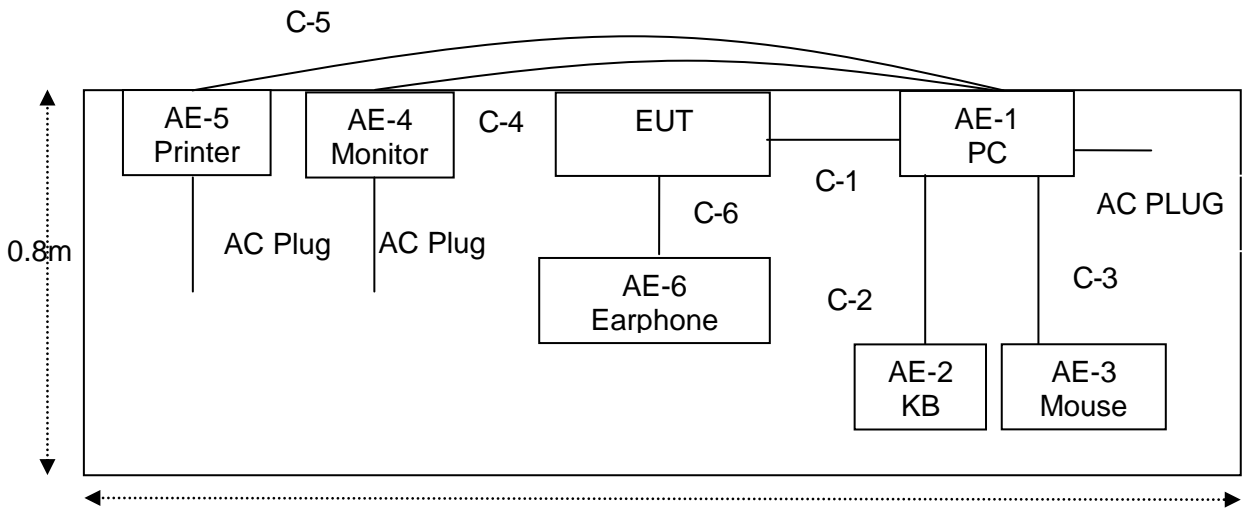 C-5
AE-5
Printer
AE-4
Monitor
C-4
EUT
AE-1
PC
C-1
AC PLUG
C-6
AC Plug
AC Plug
0.8m
AE-6
Earphone
C-2
C-3
AE-2
KB
AE-3
Mouse